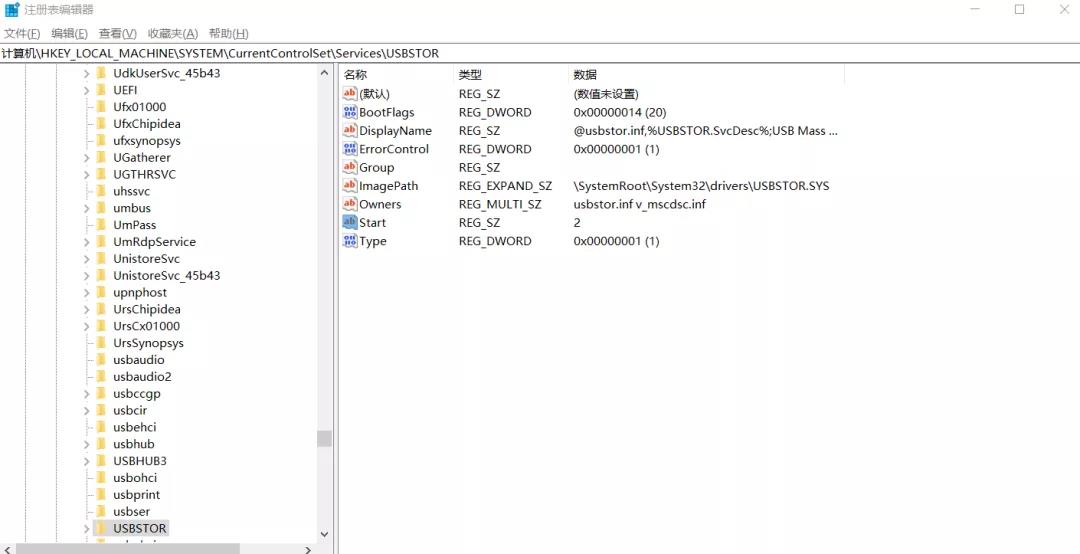 注册表编辑器
文件(F) 编辑(E) 查看(V) 收藏夹(A) 帮助(H)
计算机\HKEY_LOCAL_MACHINE\SYSTEM\CurrentControlSet\Services\USBSTOR
UdkUserSvc_45b43
UEFI
Ufx01000
UfxChipidea
ufxsynopsys
UGatherer
UGTHRSVC
uhssvc
umbus
UmPass
UmRdpService
UnistoreSvc
UnistoreSvc_45b43
upnphost
UrsChipidea
UrsCx01000
UrsSynopsys
usbaudio
usbaudio2
usbccgp
usbcir
usbehci
usbhub
USBHUB3
usbohci
usbprint
usbser
USBSTOR
名称 类型 数据
(默认) REG_SZ (数值未设置)
BootFlags REG_DWORD 0x00000014 (20)
DisplayName REG_SZ @usbstor.inf,%USBSTOR.SvcDesc%;USB Mass ...
ErrorControl REG_DWORD 0x00000001 (1)
Group REG_SZ
ImagePath REG_EXPAND_SZ \SystemRoot\System32\drivers\USBSTOR.SYS
Owners REG_MULTI_SZ usbstor.inf v_mscdsc.inf
Start REG_SZ 2
Type REG_DWORD 0x00000001 (1)